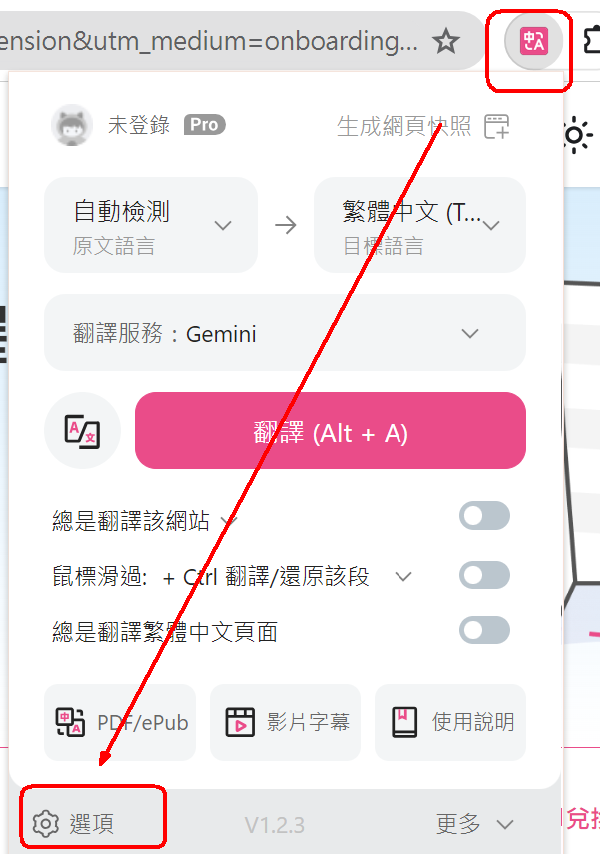 ension&utm_medium=onboarding...
中
A
未登錄 Pro 生成網頁快照
自動檢測
原文語言
繁體中文 (T...
目標語言
翻譯服務：Gemini
A文
翻譯 (Alt + A)
總是翻譯該網站
鼠標滑過: + Ctrl 翻譯/還原該段
總是翻譯繁體中文頁面
中
A
PDF/ePub
影片字幕
使用說明
選項 V1.2.3 更多